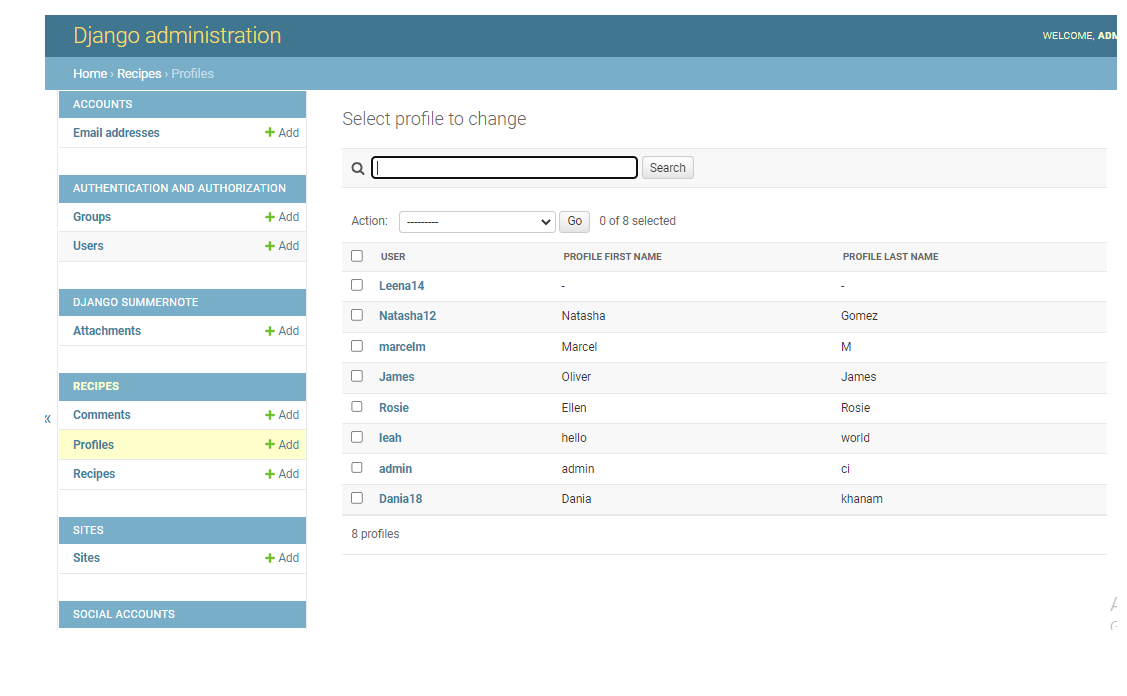 Django administration
WELCOME, ADM
Home › Recipes › Profiles
ACCOUNTS
Email addresses + Add
AUTHENTICATION AND AUTHORIZATION
Groups + Add
Users + Add
DJANGO SUMMERNOTE
Attachments + Add
RECIPES
Comments + Add
Profiles + Add
Recipes + Add
SITES
Sites + Add
SOCIAL ACCOUNTS
«
Select profile to change
Search
Action: --------- Go 0 of 8 selected
USER PROFILE FIRST NAME PROFILE LAST NAME
Leena14 - -
Natasha12 Natasha Gomez
marcelm Marcel M
James Oliver James
Rosie Ellen Rosie
leah hello world
admin admin ci
Dania18 Dania khanam
8 profiles